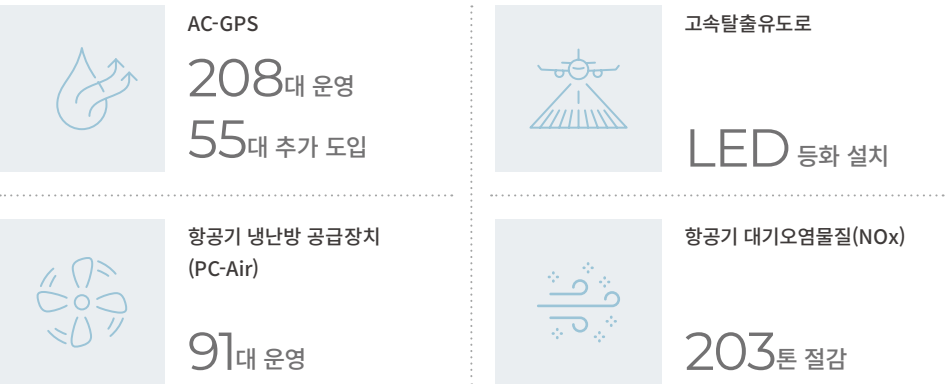 AC-GPS
208대 운영
55대 추가 도입
고속탈출유도로
LED 등화 설치
항공기 냉난방 공급장치
(PC-Air)
91대 운영
항공기 대기오염물질(NOx)
203톤 절감